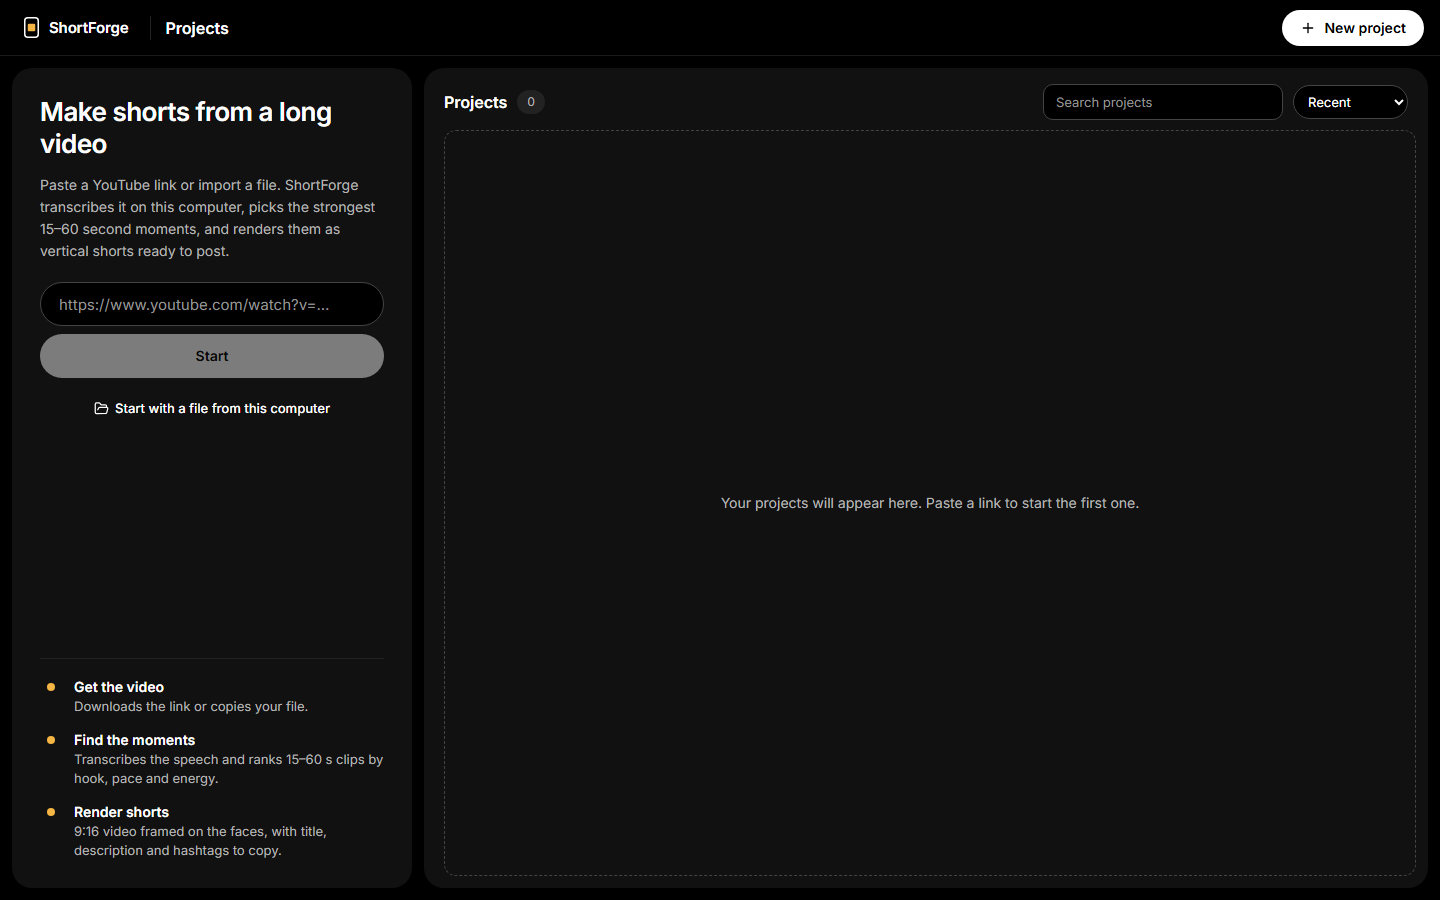 ShortForge
Projects
New project
Make shorts from a long
video
Paste a YouTube link or import a file. ShortForge
transcribes it on this computer, picks the strongest
15–60 second moments, and renders them as
vertical shorts ready to post.
https://www.youtube.com/watch?v=...
Start
Start with a file from this computer
Get the video
Downloads the link or copies your file.
Find the moments
Transcribes the speech and ranks 15–60 s clips by
hook, pace and energy.
Render shorts
9:16 video framed on the faces, with title,
description and hashtags to copy.
Projects 0
Search projects
Recent
Your projects will appear here. Paste a link to start the first one.